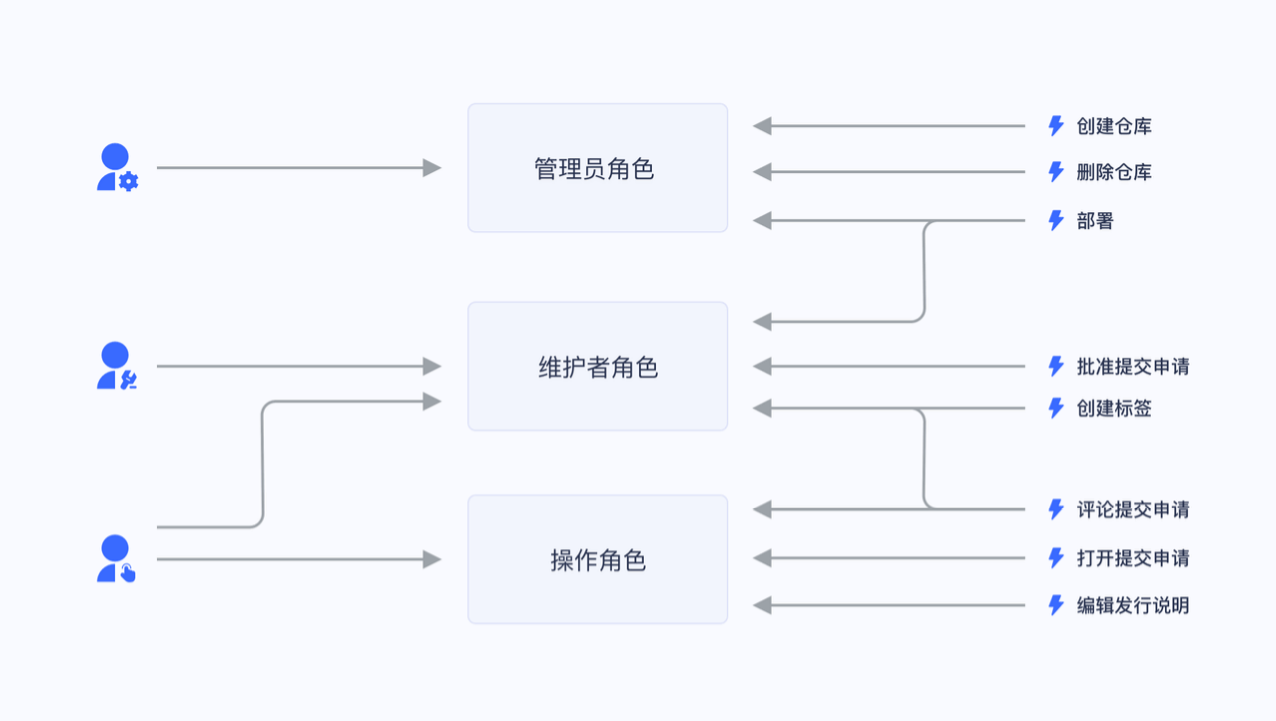 管理员角色
创建仓库
删除仓库
部署
维护者角色
批准提交申请
创建标签
操作角色
评论提交申请
打开提交申请
编辑发行说明